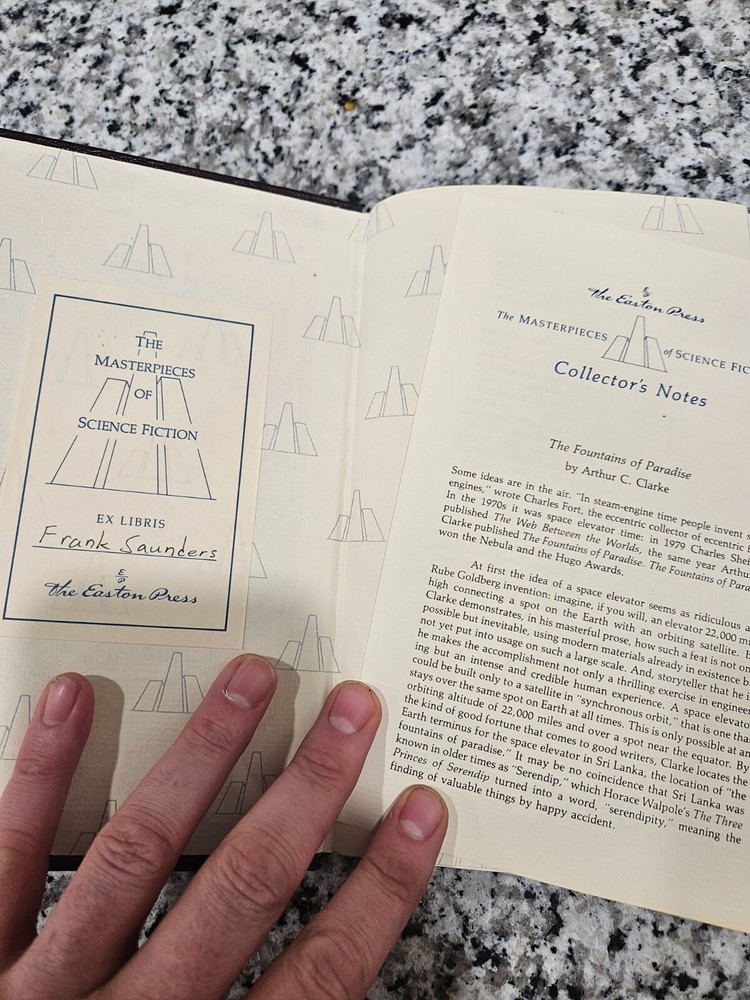 THE
MASTERPIECES
OF
SCIENCE FICTION
EX LIBRIS
Frank Saunders
E
P
The Easton Press
The Easton Press
The MASTERPIECES of SCIENCE FIC
Collector's Notes
The Fountains of Paradise
by Arthur C. Clarke
Some ideas are in the air. "In steam-engine time people invent s
engines," wrote Charles Fort, the eccentric collector of eccentric
In the 1970s it was space elevator time: in 1979 Charles Shef
published The Web Between the Worlds, the same year Arthu
Clarke published The Fountains of Paradise. The Fountains of Para
won the Nebula and the Hugo Awards.
At first the idea of a space elevator seems as ridiculous a
Rube Goldberg invention: imagine, if you will, an elevator 22,000 mi
high connecting a spot on the Earth with an orbiting satellite. B
Clarke demonstrates, in his masterful prose, how such a feat is not on
possible but inevitable, using modern materials already in existence b
not yet put into usage on such a large scale. And, storyteller that he i
he makes the accomplishment not only a thrilling exercise in engineer
ing but an intense and credible human experience. A space elevato
could be built only to a satellite in "synchronous orbit," that is one tha
stays over the same spot on Earth at all times. This is only possible at an
orbiting altitude of 22,000 miles and over a spot near the equator. By
the kind of good fortune that comes to good writers, Clarke locates the
Earth terminus for the space elevator in Sri Lanka, the location of "the
fountains of paradise." It may be no coincidence that Sri Lanka was
known in older times as "Serendip," which Horace Walpole's The Three
Princes of Serendip turned into a word, "serendipity," meaning the
finding of valuable things by happy accident.